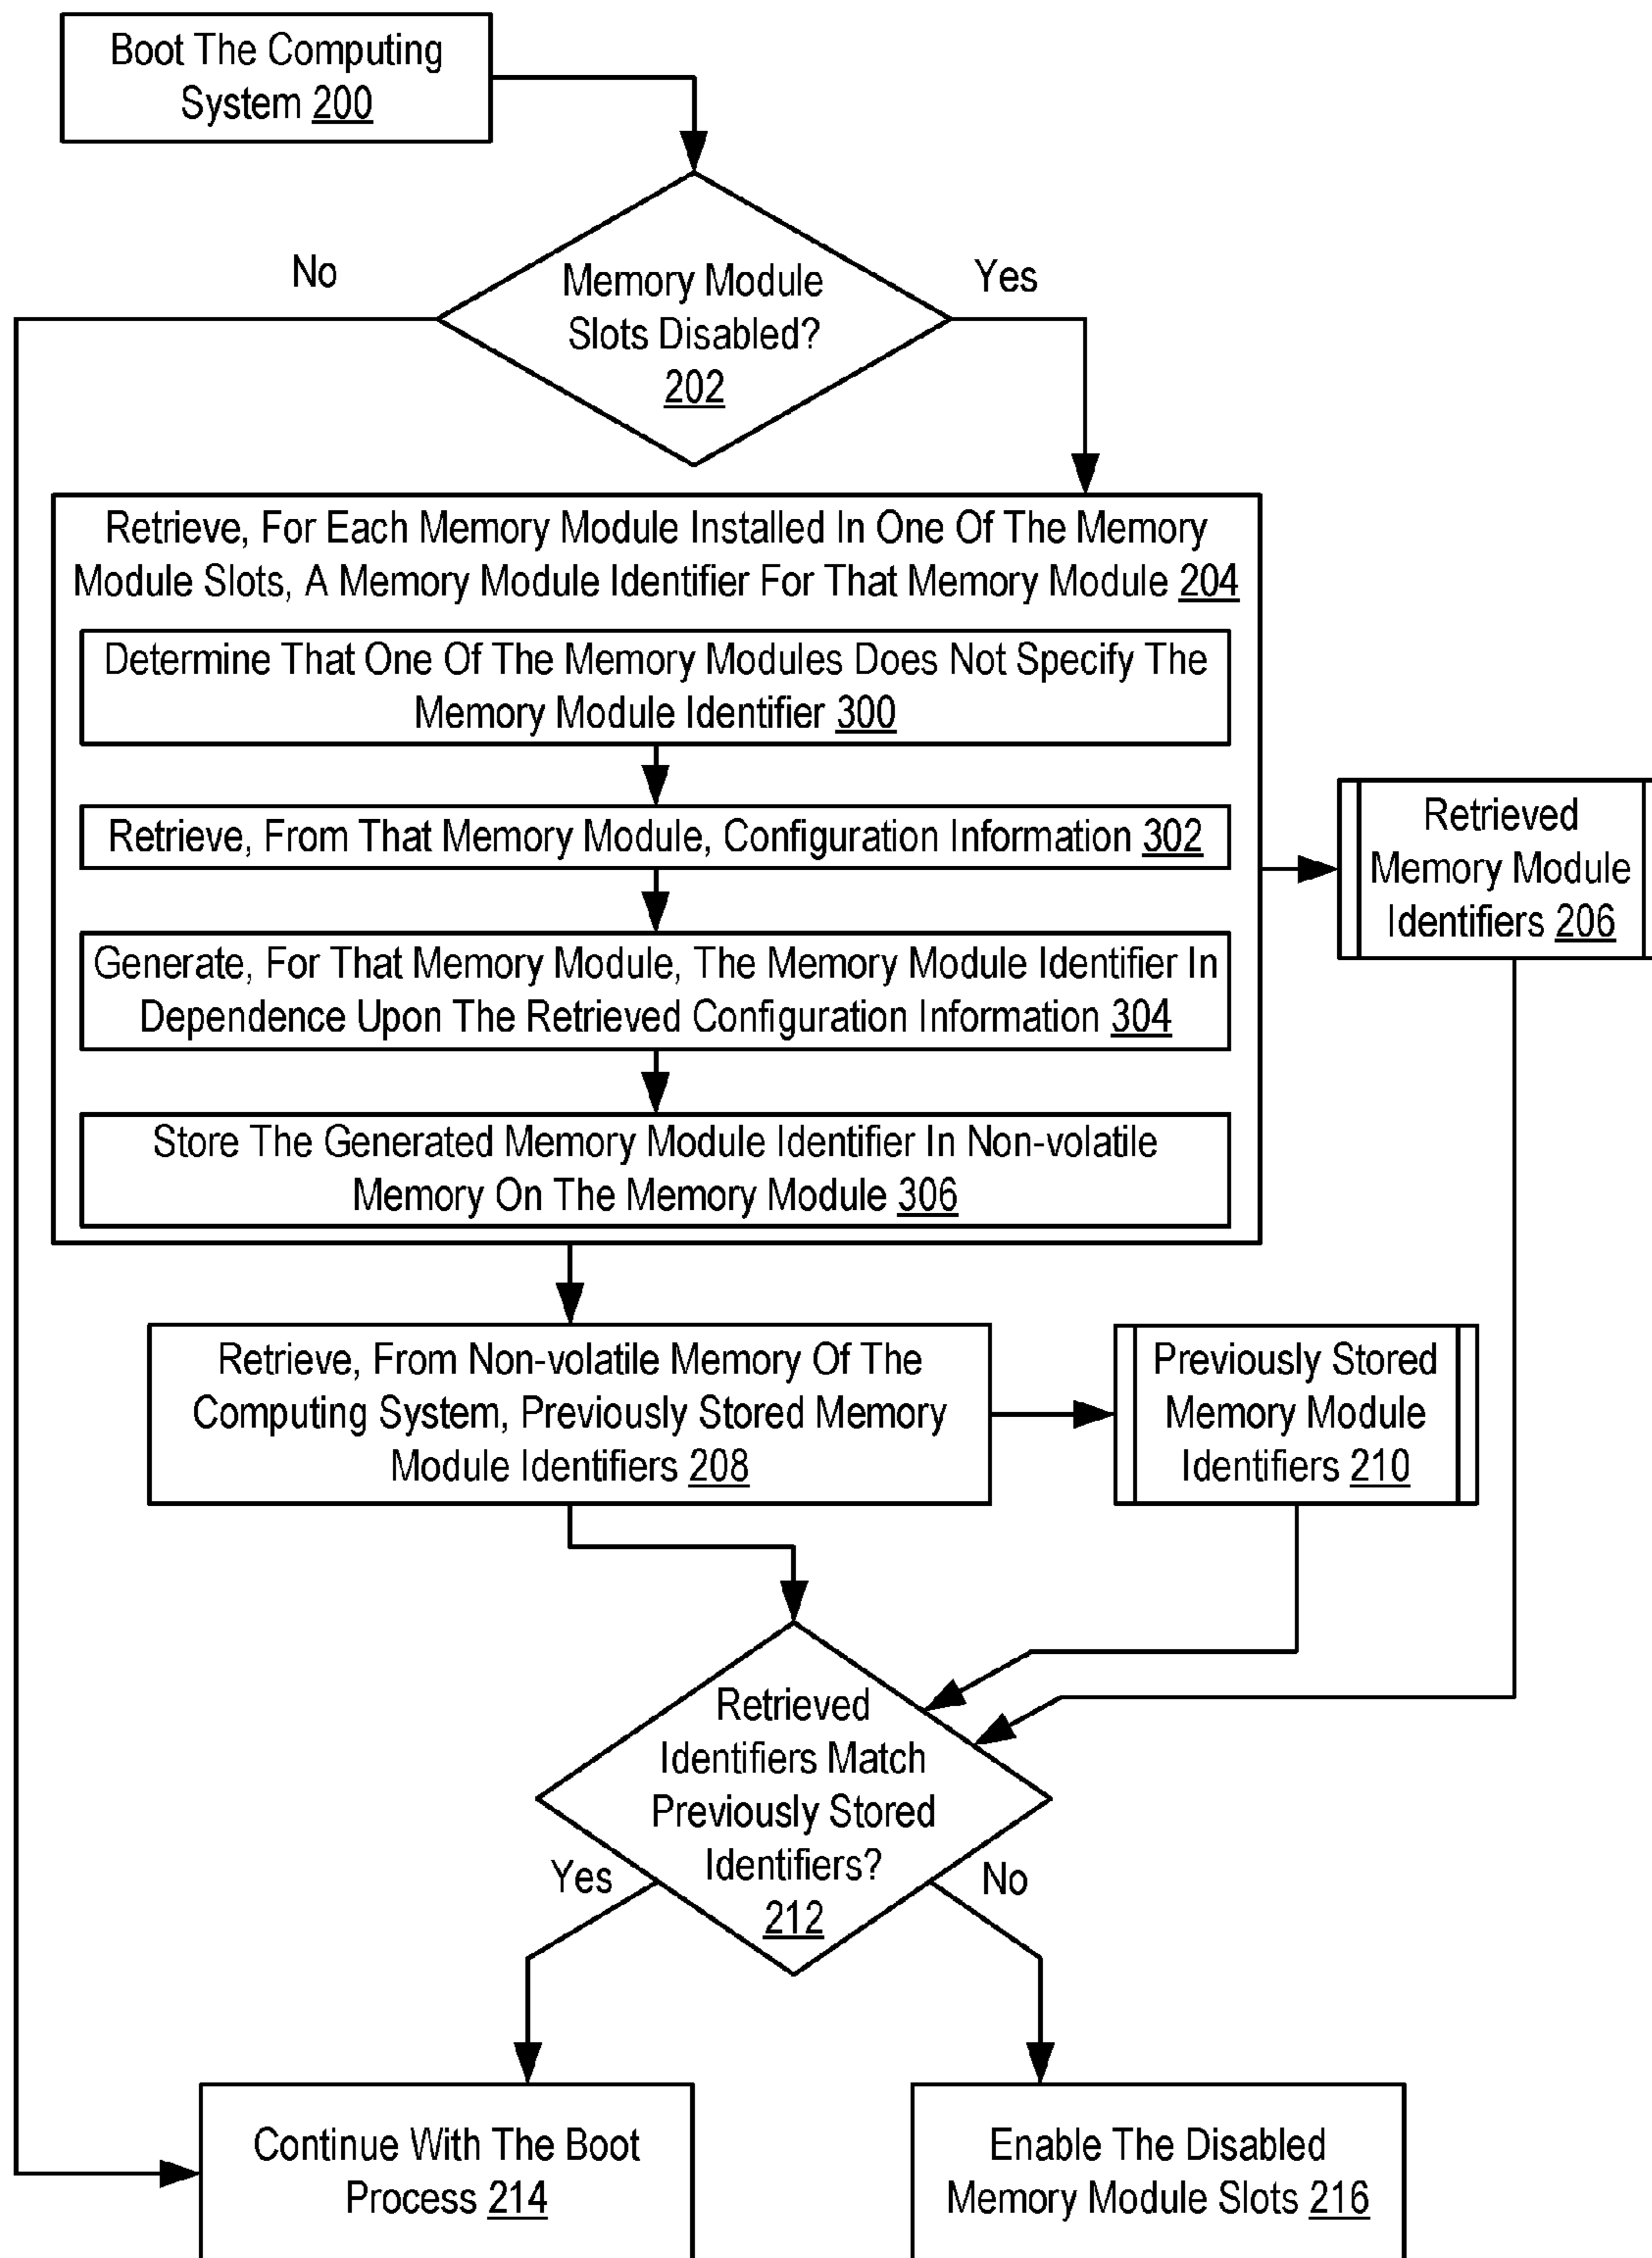 Boot The Computing
System 200
No
Yes
Memory Module
Slots Disabled?
202
Retrieve, For Each Memory Module Installed In One Of The Memory
Module Slots, A Memory Module Identifier For That Memory Module 204
Determine That One Of The Memory Modules Does Not Specify The
Memory Module Identifier 300
Retrieve, From That Memory Module, Configuration Information 302
Generate, For That Memory Module, The Memory Module Identifier In
Dependence Upon The Retrieved Configuration Information 304
Store The Generated Memory Module Identifier In Non-volatile
Memory On The Memory Module 306
Retrieved
Memory Module
Identifiers 206
Retrieve, From Non-volatile Memory Of The
Computing System, Previously Stored Memory
Module Identifiers 208
Previously Stored
Memory Module
Identifiers 210
Retrieved
Identifiers Match
Previously Stored
Identifiers?
212
Yes
No
Continue With The Boot
Process 214
Enable The Disabled
Memory Module Slots 216